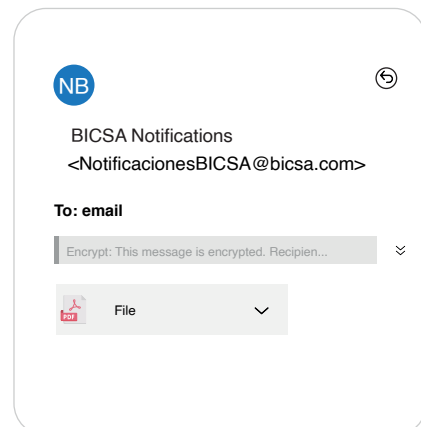 NB
BICSA Notifications
<NotificacionesBICSA@bicsa.com>
To: email
Encrypt: This message is encrypted. Recipien...
PDF
File